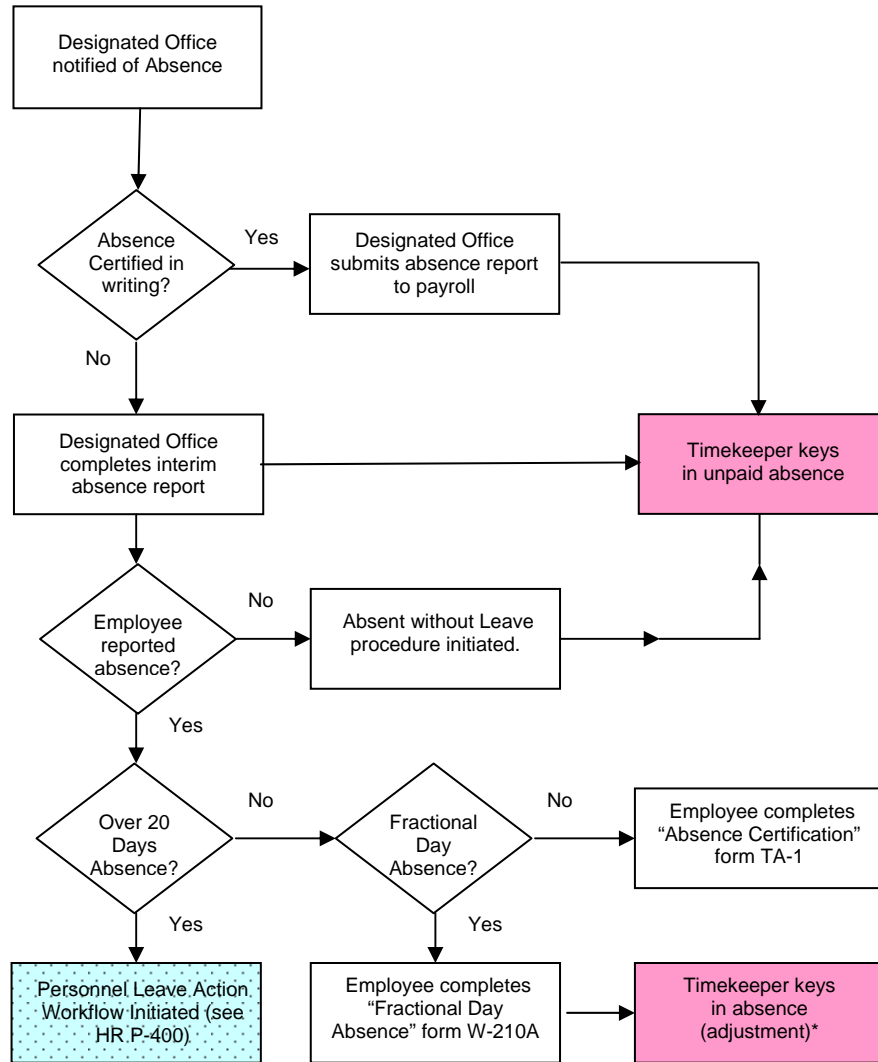 Designated Office
notified of Absence
Absence
Certified in
writing?
Yes
Designated Office
submits absence report
to payroll
No
Designated Office
completes interim
absence report
Timekeeper keys
in unpaid absence
Employee
reported
absence?
No
Absent without Leave
procedure initiated.
Yes
Over 20
Days
Absence?
No
Fractional
Day
Absence?
No
Employee completes
“Absence Certification”
form TA-1
Yes
Yes
Personnel Leave Action
Workflow Initiated (see
HR P-400)
Employee completes
“Fractional Day
Absence” form W-210A
Timekeeper keys
in absence
(adjustment)*